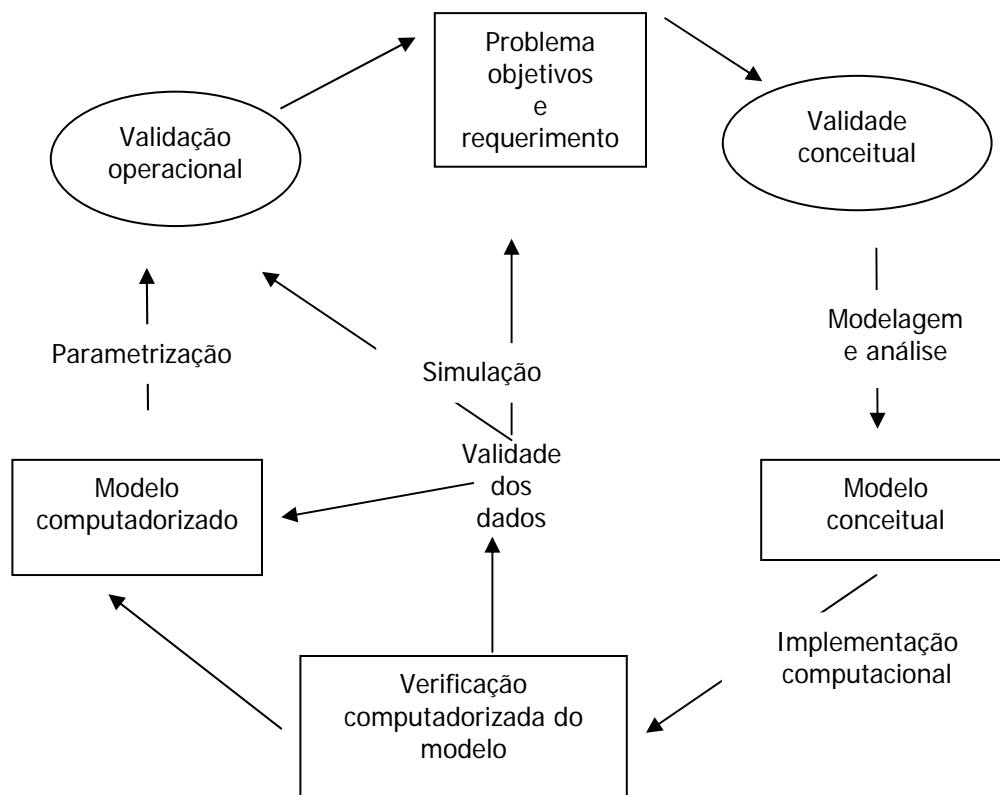 Problema
objetivos
e
requerimento
Validação
operacional
Validade
conceitual
Parametrização
Simulação
Modelagem
e análise
Modelo
computadorizado
Validade
dos
dados
Modelo
conceitual
Verificação
computadorizada do
modelo
Implementação
computacional